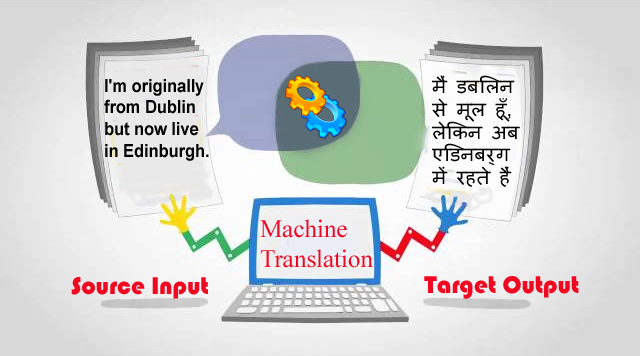 I'm originally
from Dublin
but now live
in Edinburgh.
मैं डबलिन
से मूल हूँ,
लेकिन अब
एडिनबर्ग
में रहते हैं
Machine
Translation
Source Input
Target Output